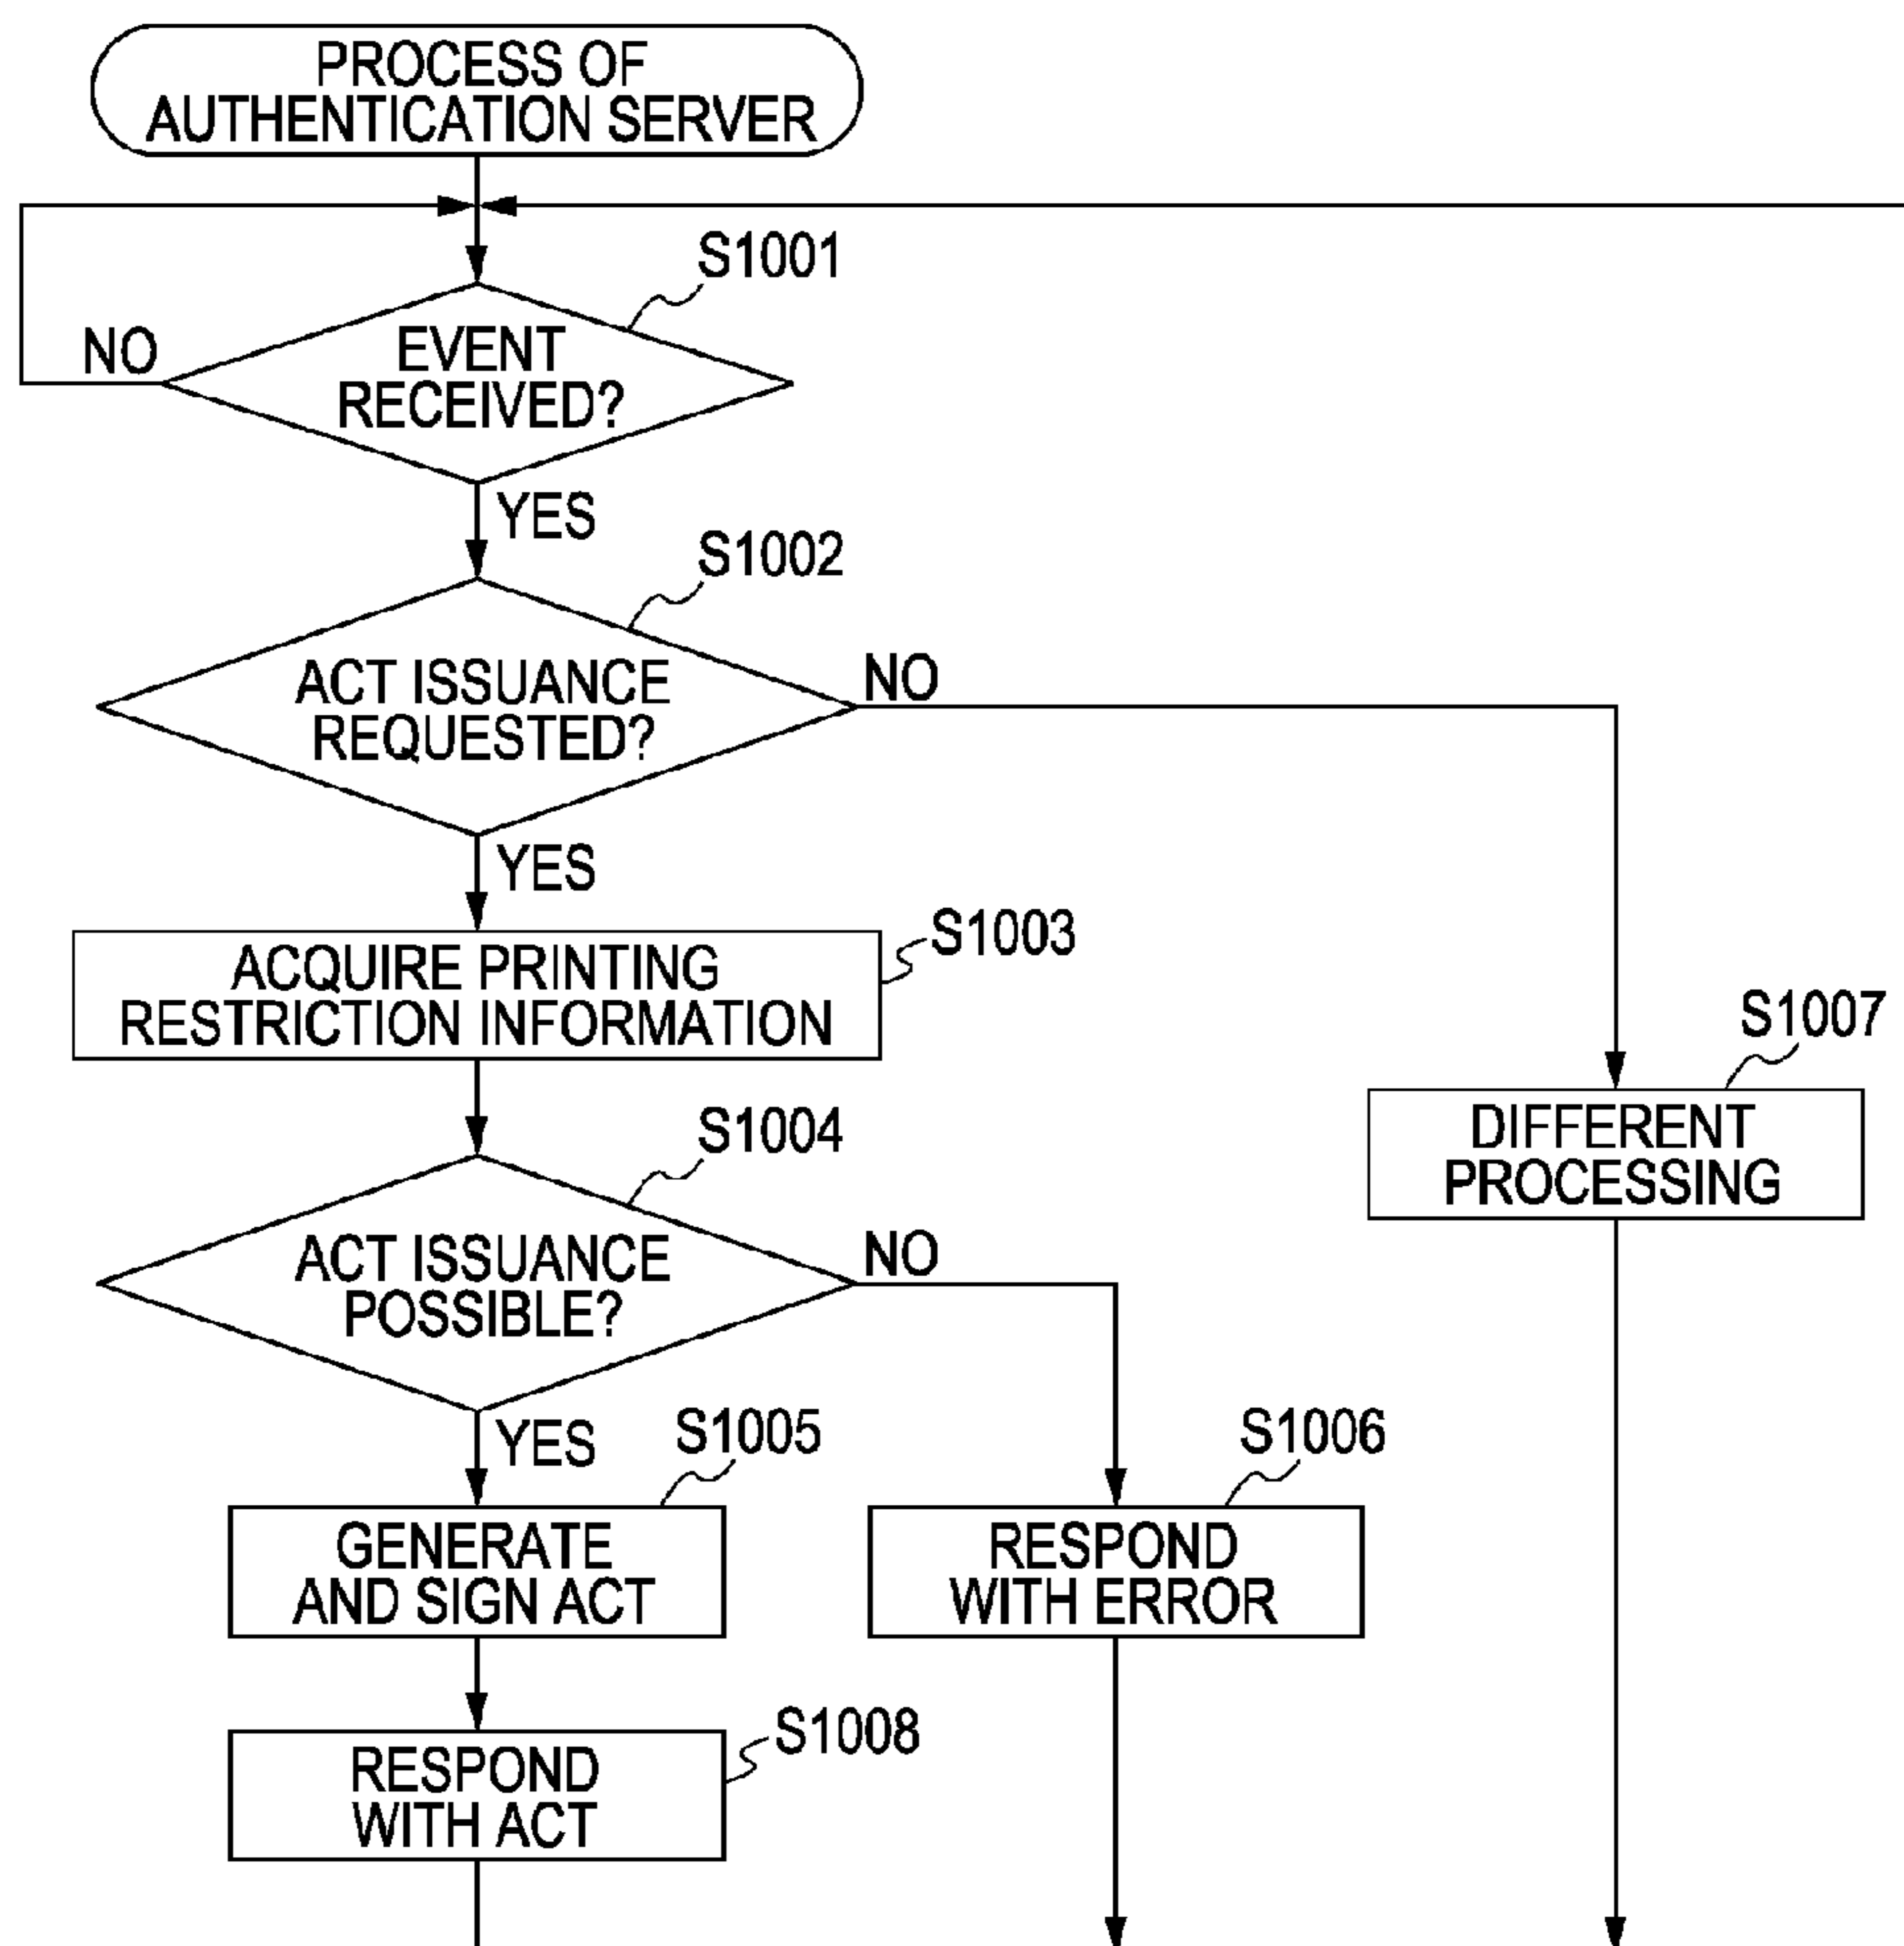 PROCESS OF
AUTHENTICATION SERVER
S1001
EVENT
RECEIVED?
NO
YES
S1002
ACT ISSUANCE
REQUESTED?
NO
YES
S1003
ACQUIRE PRINTING
RESTRICTION INFORMATION
S1007
DIFFERENT
PROCESSING
S1004
ACT ISSUANCE
POSSIBLE?
NO
YES
S1005
GENERATE
AND SIGN ACT
S1006
RESPOND
WITH ERROR
S1008
RESPOND
WITH ACT